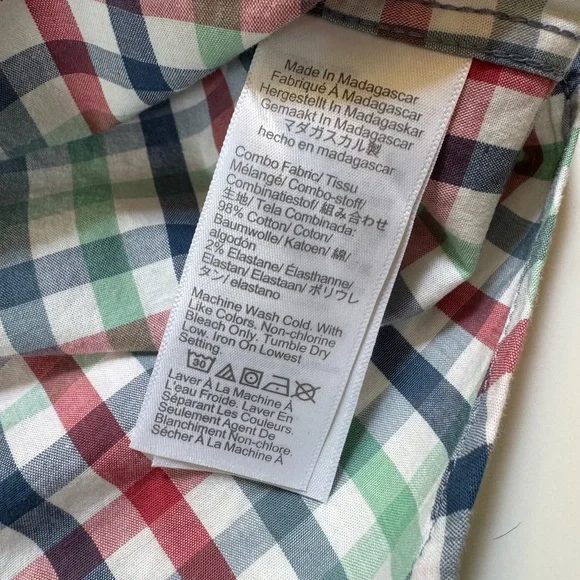 Made In Madagascar
Fabriqué À Madagascar
Hergestellt In Madagaskar
Gemaakt In Madagascar
マダガスカル製
hecho en madagascar
Combo Fabric/ Tissu
Mélangé/ Combo-stoff/
Combinatiestof/ 組み合わせ
生地/ Tela Combinada:
98% Cotton/ Coton/
Baumwolle/ Katoen/ 綿/
algodón
2% Elastane/ Élasthanne/
Elastan/ Elastaan/ ポリウレ
タン/ elastano
Machine Wash Cold. With
Like Colors. Non-chlorine
Bleach Only. Tumble Dry
Low. Iron On Lowest
Setting.
30
Laver À La Machine À
L'eau Froide. Laver En
Séparant Les Couleurs.
Seulement Agent De
Blanchiment Non-chlore.
Sécher À La Machine À